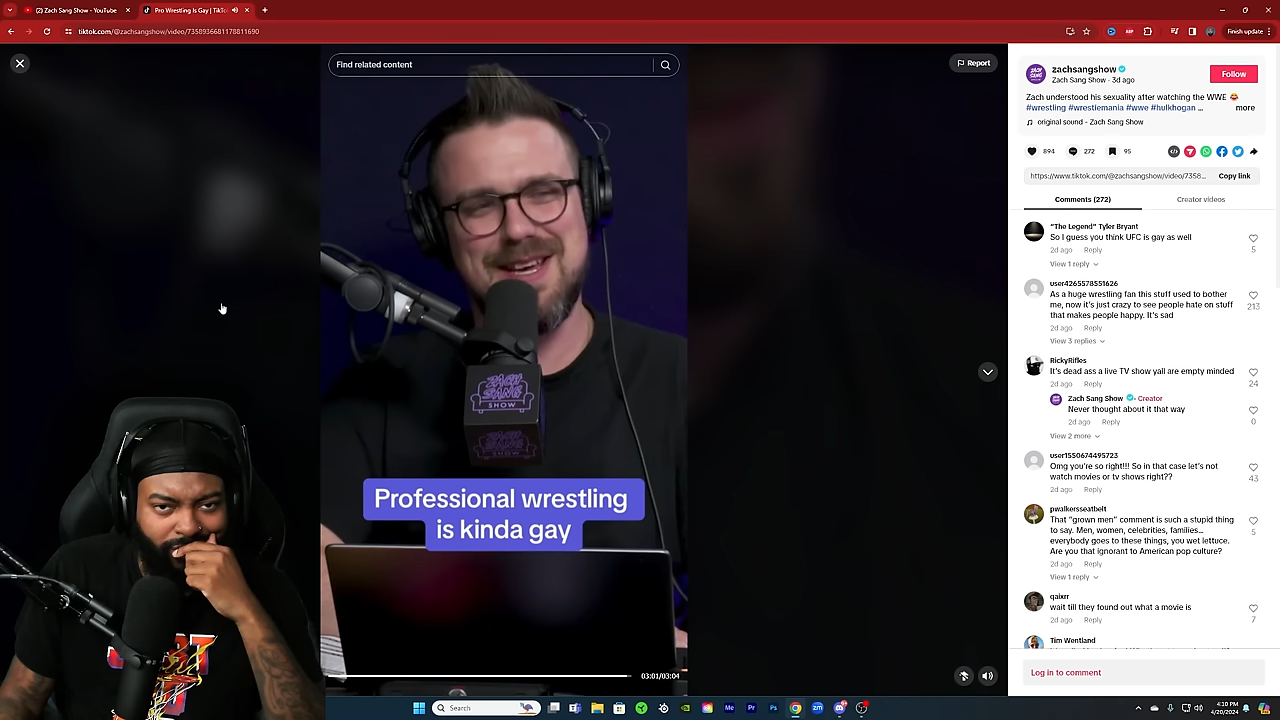 (2) Zach Sang Show - YouTube
Pro Wrestling Is Gay | TikTo
tiktok.com/@zachsangshow/video/7358936681178811690
ABP
Finish update
Find related content
Report
zachsangshow
Zach Sang Show · 3d ago
Follow
Zach understood his sexuality after watching the WWE 😂
#wrestling #wrestlemania #wwe #hulkhogan ...
more
♫ original sound - Zach Sang Show
894
272
95
https://www.tiktok.com/@zachsangshow/video/7358...
Copy link
Comments (272)
Creator videos
"The Legend" Tyler Bryant
So I guess you think UFC is gay as well
2d ago Reply
5
View 1 reply
user4265578551626
As a huge wrestling fan this stuff used to bother
me, now it's just crazy to see people hate on stuff
that makes people happy. It's sad
213
2d ago Reply
View 3 replies
RickyRifles
It's dead ass a live TV show yall are empty minded
2d ago Reply
24
Zach Sang Show · Creator
Never thought about it that way
2d ago Reply
0
View 2 more
user1550674495723
Omg you're so right!!! So in that case let's not
watch movies or tv shows right??
43
2d ago Reply
pwalkersseatbelt
That "grown men" comment is such a stupid thing
to say. Men, women, celebrities, families...
everybody goes to these things, you wet lettuce.
Are you that ignorant to American pop culture?
5
2d ago Reply
View 1 reply
qaixrr
wait till they found out what a movie is
2d ago Reply
7
Tim Wentland
Log in to comment
ZACH
SANG
SHOW
Professional wrestling
is kinda gay
03:01/03:04
Search
Me
Pr
Ps
zm
4:10 PM
4/20/2024